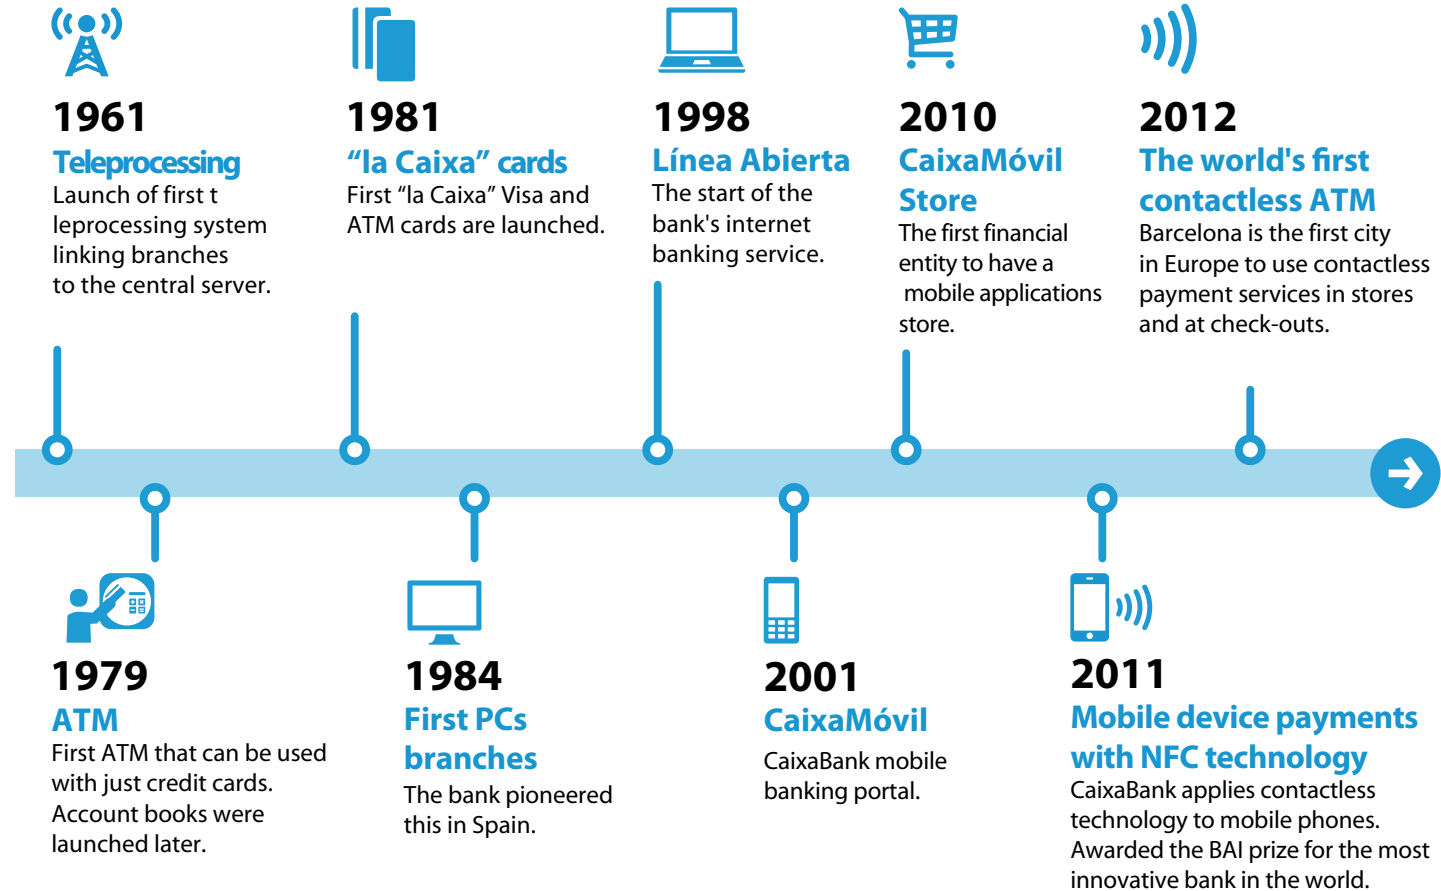 1961
Teleprocessing
Launch of first t
leprocessing system
linking branches
to the central server.
1981
“la Caixa” cards
First “la Caixa” Visa and
ATM cards are launched.
1998
Línea Abierta
The start of the
bank's internet
banking service.
2010
CaixaMóvil
Store
The first financial
entity to have a
mobile applications
store.
2012
The world's first
contactless ATM
Barcelona is the first city
in Europe to use contactless
payment services in stores
and at check-outs.
1979
ATM
First ATM that can be used
with just credit cards.
Account books were
launched later.
1984
First PCs
branches
The bank pioneered
this in Spain.
2001
CaixaMóvil
CaixaBank mobile
banking portal.
2011
Mobile device payments
with NFC technology
CaixaBank applies contactless
technology to mobile phones.
Awarded the BAI prize for the most
innovative bank in the world.